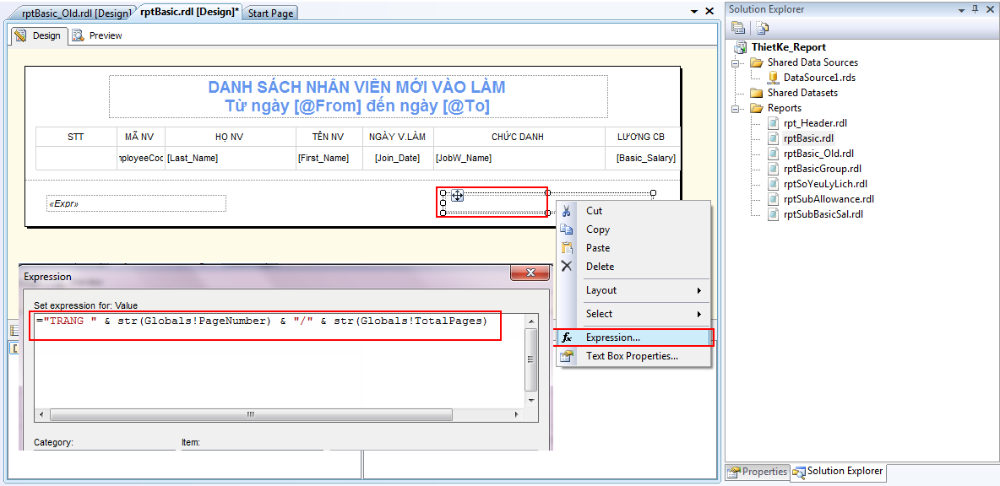 rptBasic_Old.rdl [Design]
rptBasic.rdl [Design]*
Start Page
Design
Preview
DANH SÁCH NHÂN VIÊN MỚI VÀO LÀM
Từ ngày [@From] đến ngày [@To]
STT MÃ NV HỌ NV TÊN NV NGÀY V.LÀM CHỨC DANH LƯƠNG CB
ployeeCod [Last_Name] [First_Name] [Join_Date] [JobW_Name] [Basic_Salary]
«Expr»
Cut
Copy
Paste
Delete
Layout
Select
fx Expression...
Text Box Properties...
Expression
Set expression for: Value
="TRANG " & str(Globals!PageNumber) & "/" & str(Globals!TotalPages)
Category: Item:
Solution Explorer
ThietKe_Report
Shared Data Sources
DataSource1.rds
Shared Datasets
Reports
rpt_Header.rdl
rptBasic.rdl
rptBasic_Old.rdl
rptBasicGroup.rdl
rptSoYeuLyLich.rdl
rptSubAllowance.rdl
rptSubBasicSal.rdl
Properties
Solution Explorer